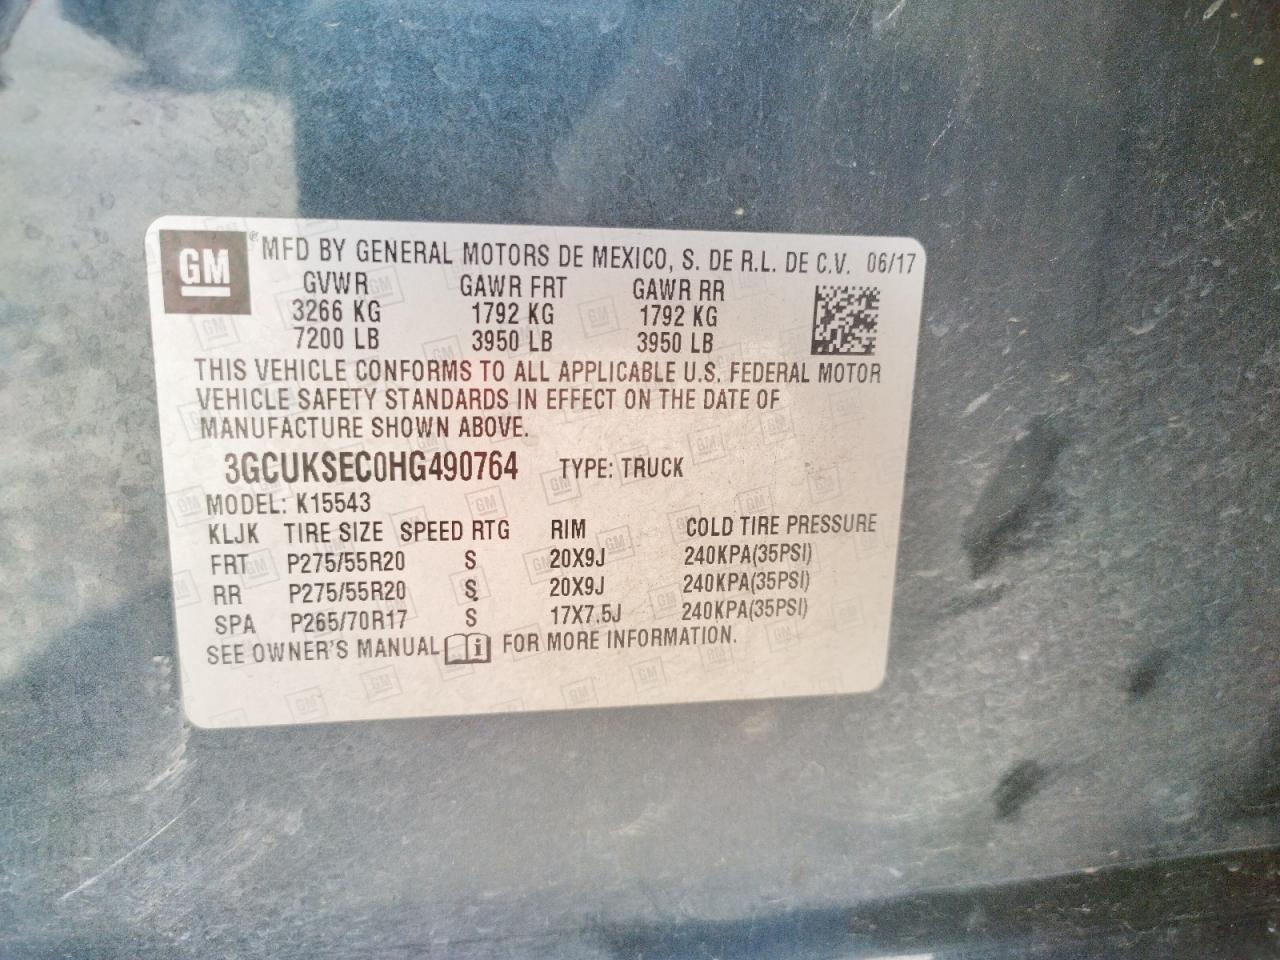 GM® MFD BY GENERAL MOTORS DE MEXICO, S. DE R.L. DE C.V. 06/17
GVWR GAWR FRT GAWR RR
3266 KG 1792 KG 1792 KG
7200 LB 3950 LB 3950 LB
THIS VEHICLE CONFORMS TO ALL APPLICABLE U.S. FEDERAL MOTOR
VEHICLE SAFETY STANDARDS IN EFFECT ON THE DATE OF
MANUFACTURE SHOWN ABOVE.
3GCUKSEC0HG490764 TYPE: TRUCK
MODEL: K15543
KLJK TIRE SIZE SPEED RTG RIM COLD TIRE PRESSURE
FRT P275/55R20 S 20X9J 240KPA(35PSI)
RR P275/55R20 S 20X9J 240KPA(35PSI)
SPA P265/70R17 S 17X7.5J 240KPA(35PSI)
SEE OWNER'S MANUAL i FOR MORE INFORMATION.